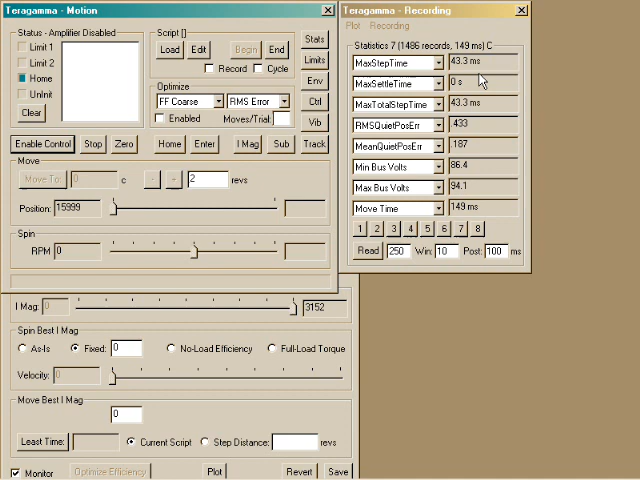 Teragamma - Motion
Status - Amplifier Disabled
Limit 1
Limit 2
Home
UnInit
Clear
Script []
Load Edit Begin End
Record Cycle
Optimize
FF Coarse RMS Error
Enabled Moves/Trial:
Stats
Limits
Env
Ctrl
Vib
Track
Enable Control Stop Zero Home Enter I Mag Sub
Move
Move To: 0 c - + 2 revs
Position: 15999
Spin
RPM 0
I Mag: 0 3152
Spin Best I Mag
As-Is Fixed: 0 No-Load Efficiency Full-Load Torque
Velocity: 0
Move Best I Mag
0
Least Time: Current Script Step Distance: revs
Monitor Optimize Efficiency Plot Revert Save
Teragamma - Recording
Plot Recording
Statistics 7 (1486 records, 149 ms) C
MaxStepTime 43.3 ms
MaxSettleTime 0 s
MaxTotalStepTime 43.3 ms
RMSQuietPosErr .433
MeanQuietPosErr .187
Min Bus Volts 86.4
Max Bus Volts 94.1
Move Time 149 ms
1 2 3 4 5 6 7 8
Read 250 Win: 10 Post: 100 ms